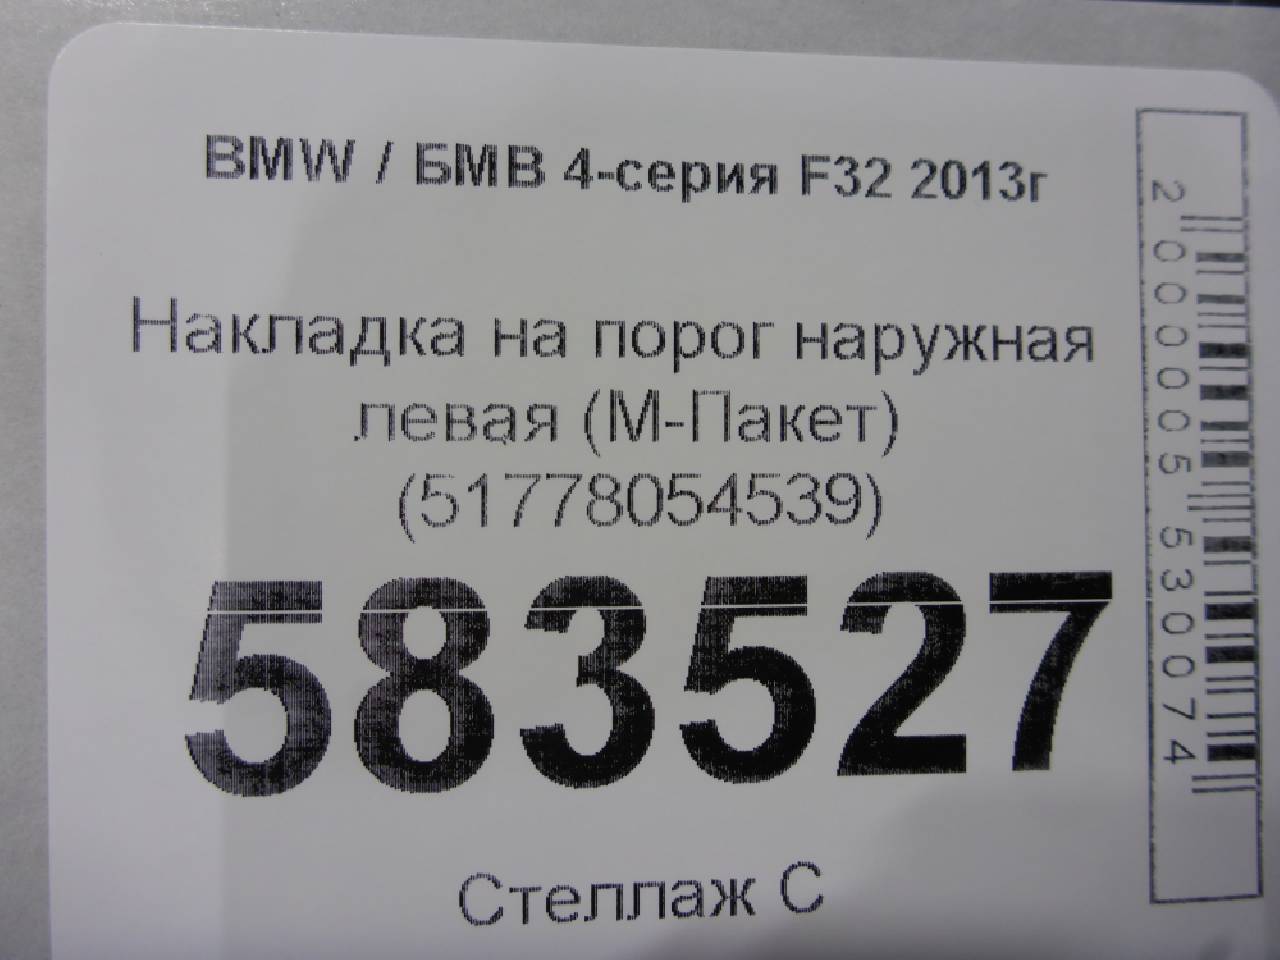 BMW / БМВ 4-серия F32 2013г
Накладка на порог наружная
левая (М-Пакет)
(51778054539)
583527
Стеллаж С
2000005530074